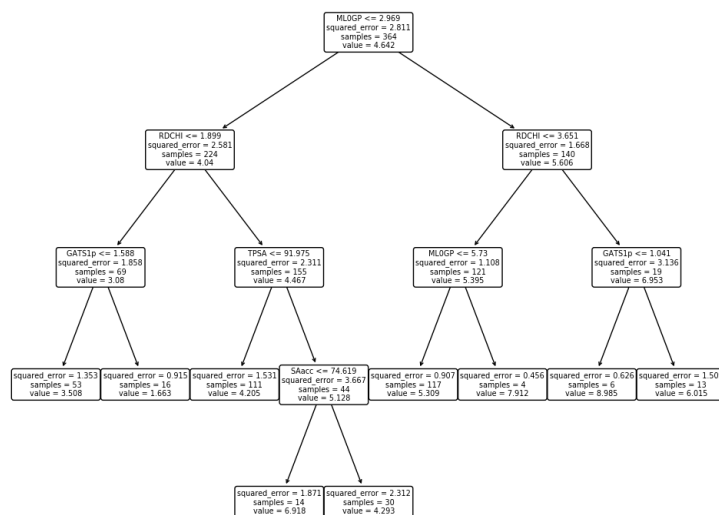 ML0GP <= 2.969
squared_error = 2.811
samples = 364
value = 4.642
RDCHI <= 1.899
squared_error = 2.581
samples = 224
value = 4.04
RDCHI <= 3.651
squared_error = 1.668
samples = 140
value = 5.606
GATS1p <= 1.588
squared_error = 1.858
samples = 69
value = 3.08
TPSA <= 91.975
squared_error = 2.311
samples = 155
value = 4.467
ML0GP <= 5.73
squared_error = 1.108
samples = 121
value = 5.395
GATS1p <= 1.041
squared_error = 3.136
samples = 19
value = 6.953
squared_error = 1.353
samples = 53
value = 3.508
squared_error = 0.915
samples = 16
value = 1.663
squared_error = 1.531
samples = 111
value = 4.205
SAacc <= 74.619
squared_error = 3.667
samples = 44
value = 5.128
squared_error = 0.907
samples = 117
value = 5.309
squared_error = 0.456
samples = 4
value = 7.912
squared_error = 0.626
samples = 6
value = 8.985
squared_error =
samples = 13
value = 6.015
squared_error = 1.871
samples = 14
value = 6.918
squared_error = 2.312
samples = 30
value = 4.293